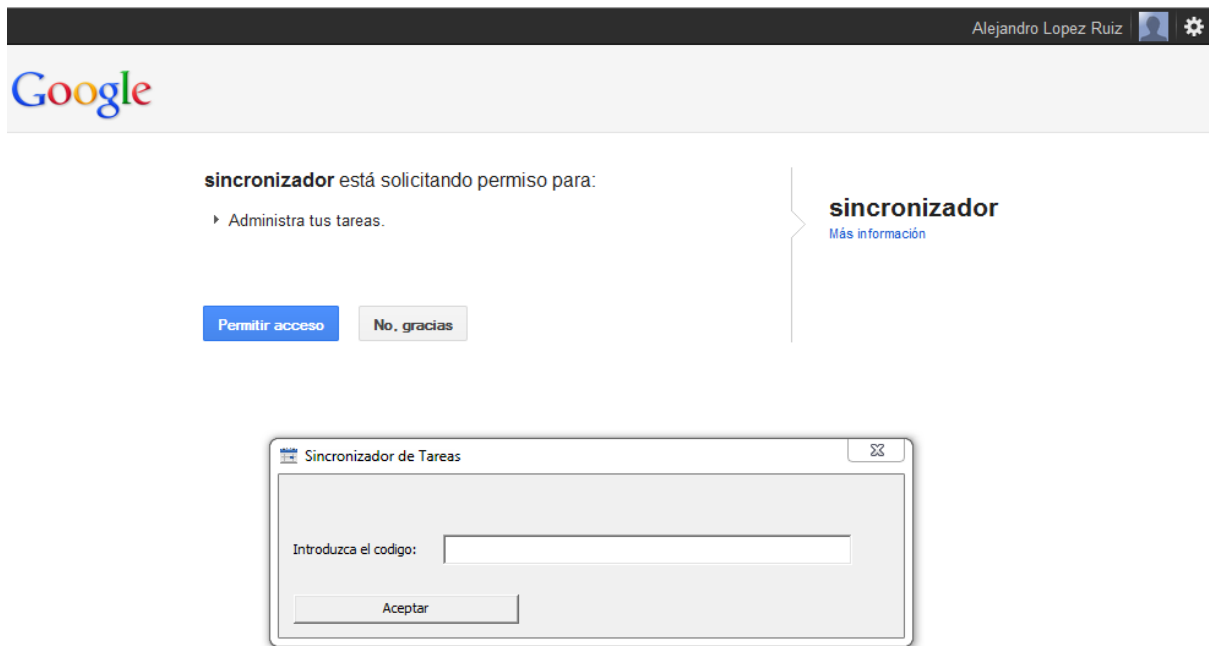 Alejandro Lopez Ruiz
Google
sincronizador está solicitando permiso para:
Administra tus tareas.
sincronizador
Más información
Permitir acceso
No, gracias
Sincronizador de Tareas
Introduzca el codigo:
Aceptar